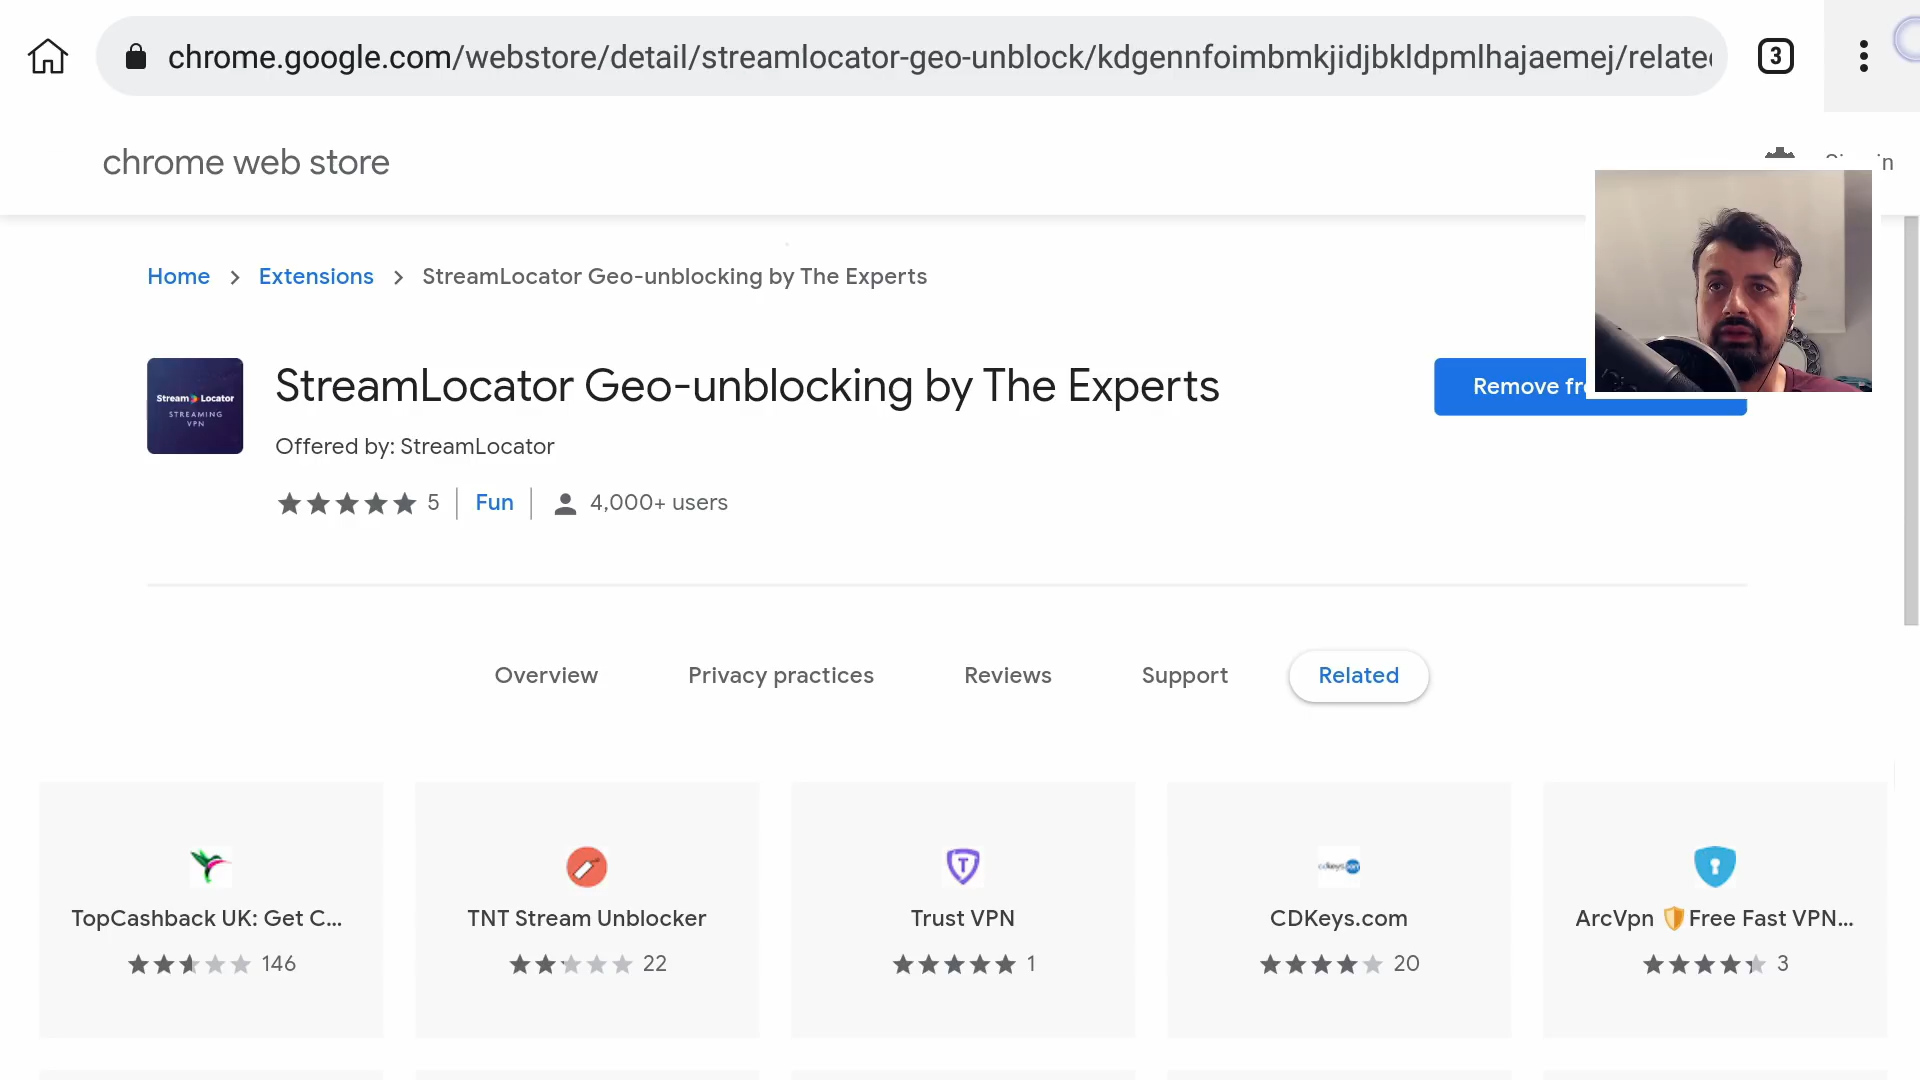 chrome.google.com/webstore/detail/streamlocator-geo-unblock/kdgennfoimbmkjidjbkldpmlhajaemej/related
3
chrome web store
Home > Extensions > StreamLocator Geo-unblocking by The Experts
Stream Locator
STREAMING
VPN
StreamLocator Geo-unblocking by The Experts
Remove
Offered by: StreamLocator
5 | Fun | 4,000+ users
Overview Privacy practices Reviews Support Related
TopCashback UK: Get C... TNT Stream Unblocker Trust VPN CDKeys.com ArcVpn 🛡Free Fast VPN...
146 22 1 20 3